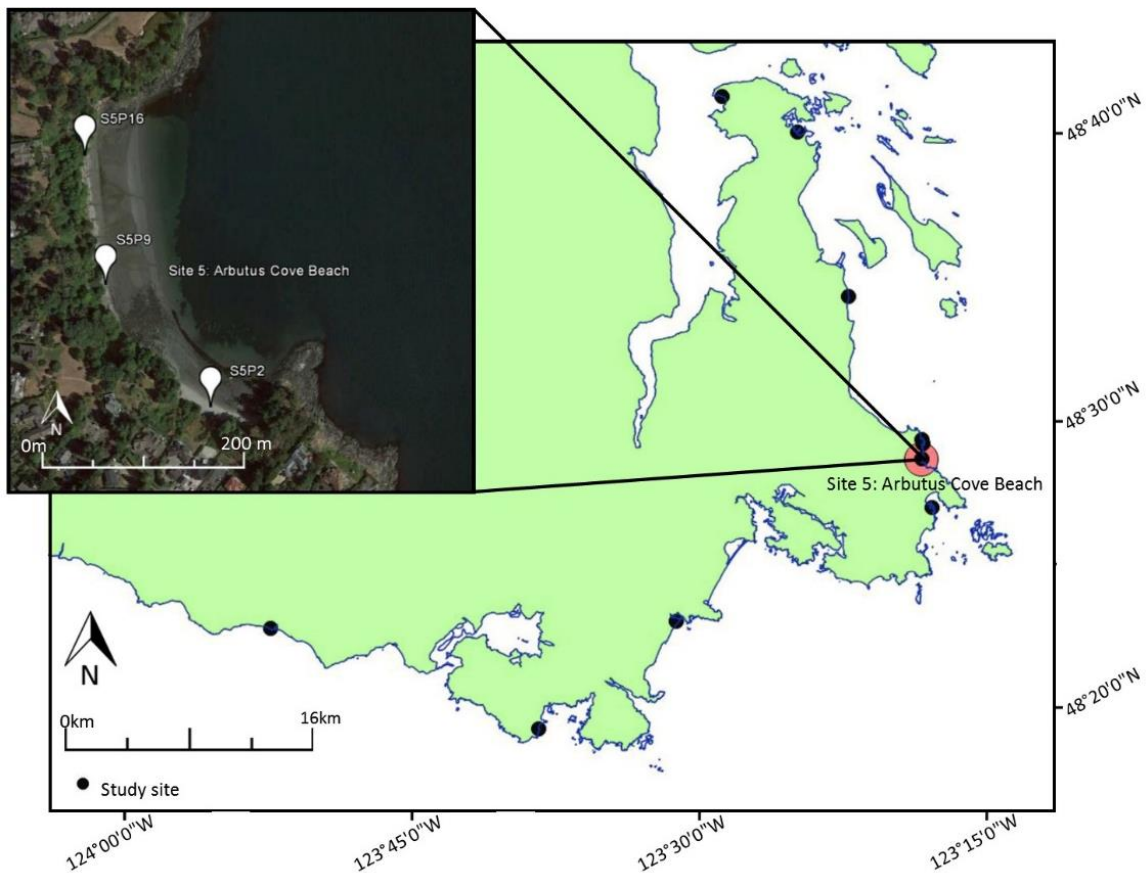 S5P16
S5P9
Site 5: Arbutus Cove Beach
S5P2
N
0m
200 m
48°40'0"N
48°30'0"N
Site 5: Arbutus Cove Beach
48°20'0"N
N
0km
16km
Study site
124°00'0"W
123°45'0"W
123°30'0"W
123°15'0"W